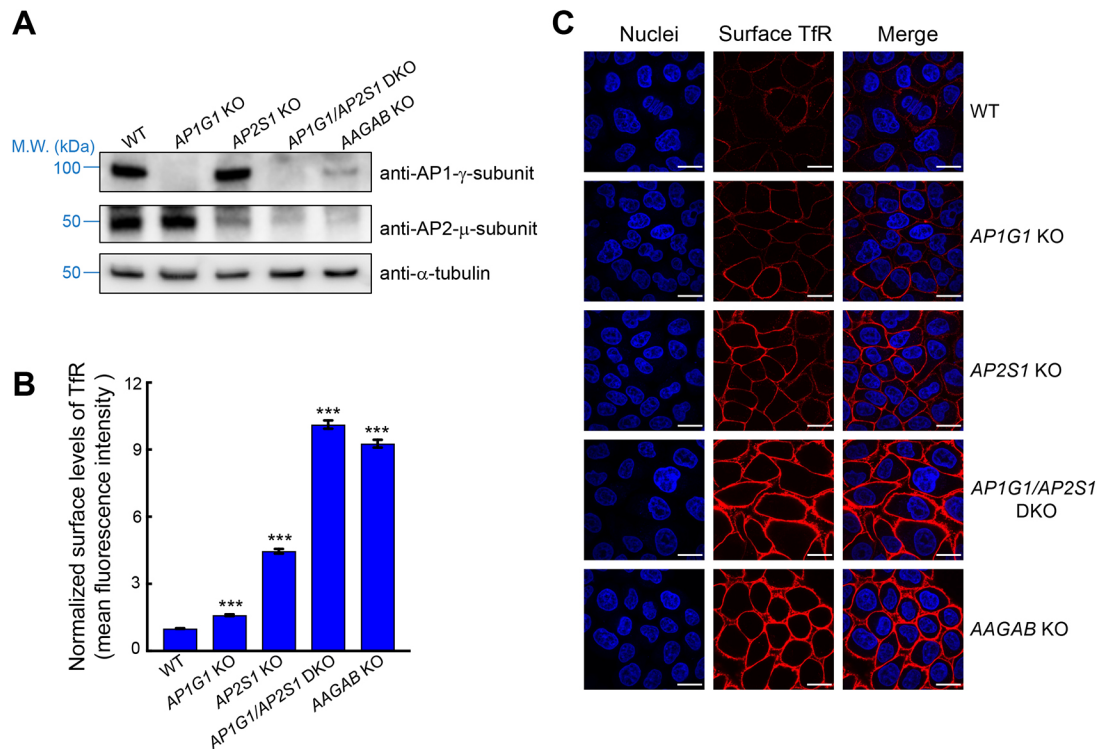 A
WT
AP1G1 KO
AP2S1 KO
AP1G1/AP2S1 DKO
AAGAB KO
M.W. (kDa)
100
anti-AP1-γ-subunit
50
anti-AP2-μ-subunit
50
anti-α-tubulin
B
Normalized surface levels of TfR
(mean fluorescence intensity )
12
9
6
3
0
***
***
***
***
WT
AP1G1 KO
AP2S1 KO
AP1G1/AP2S1 DKO
AAGAB KO
C
Nuclei
Surface TfR
Merge
WT
AP1G1 KO
AP2S1 KO
AP1G1/AP2S1
DKO
AAGAB KO